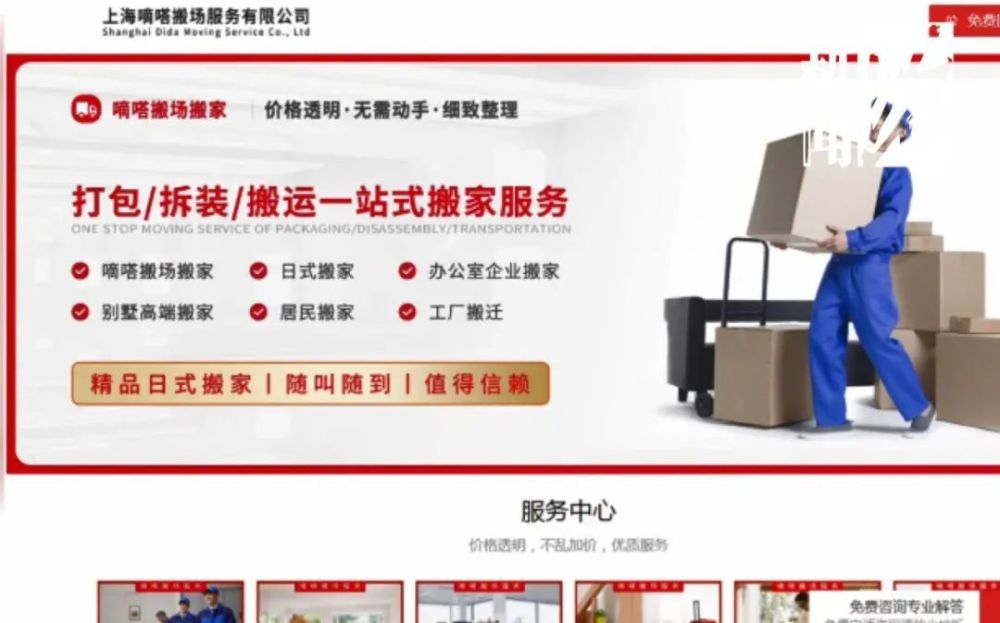 上海嘀嗒搬场服务有限公司
Shanghai Dida Moving Service Co., Ltd
免费
嘀嗒搬场搬家 价格透明·无需动手·细致整理
打包/拆装/搬运一站式搬家服务
ONE STOP MOVING SERVICE OF PACKAGING/DISASSEMBLY/TRANSPORTATION
嘀嗒搬场搬家 日式搬家 办公室企业搬家
别墅高端搬家 居民搬家 工厂搬迁
精品日式搬家丨随叫随到丨值得信赖
服务中心
价格透明，不乱加价，优质服务
免费咨询专业解答